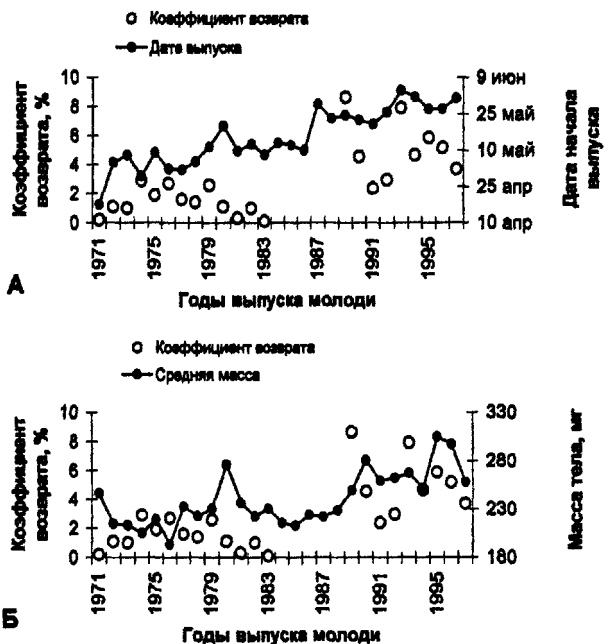 Коэффициент возврата
Дата выпуска
Коэффициент возврата, %
10
8
6
4
2
0
9 июн
25 май
10 май
25 апр
10 апр
Дата начала выпуска
1971
1975
1979
1983
1987
1991
1995
А
Годы выпуска молоди
Коэффициент возврата
Средняя масса
Коэффициент возврата, %
10
8
6
4
2
0
330
280
230
180
Масса тела, мг
1971
1975
1979
1983
1987
1991
1995
Б
Годы выпуска молоди